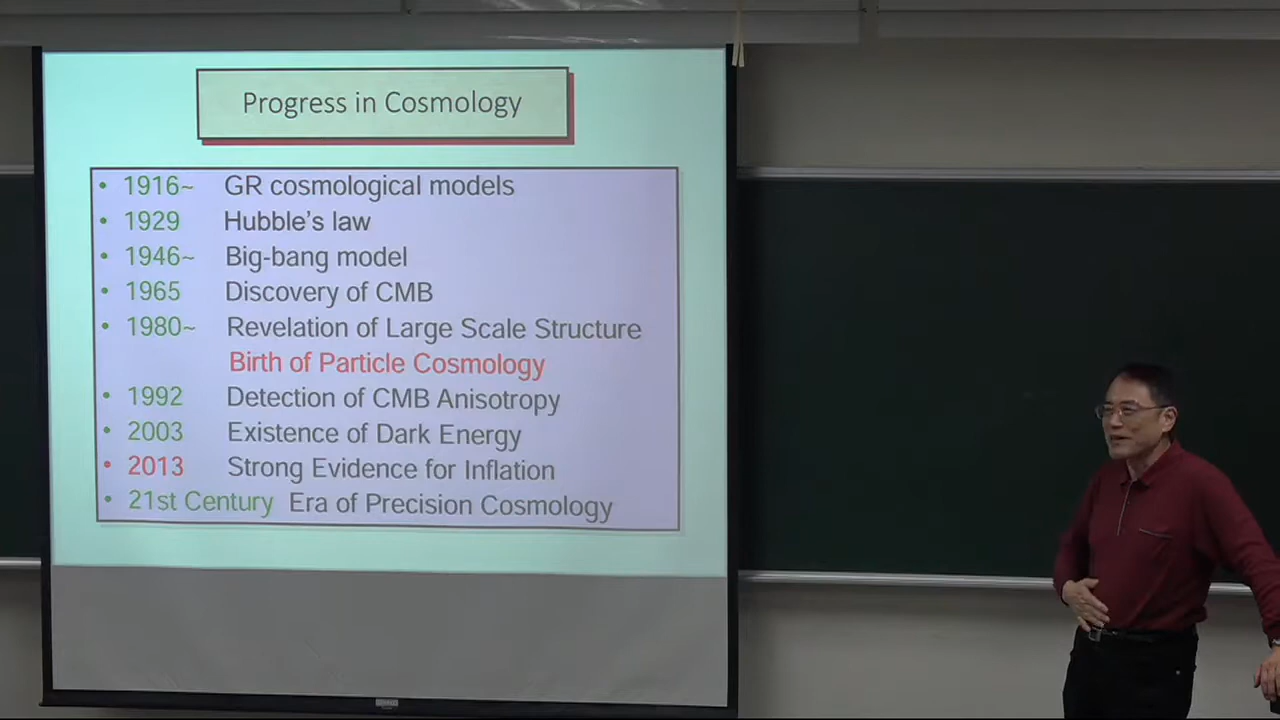 Progress in Cosmology
• 1916~ GR cosmological models
• 1929 Hubble's law
• 1946~ Big-bang model
• 1965 Discovery of CMB
• 1980~ Revelation of Large Scale Structure
Birth of Particle Cosmology
• 1992 Detection of CMB Anisotropy
• 2003 Existence of Dark Energy
• 2013 Strong Evidence for Inflation
• 21st Century Era of Precision Cosmology